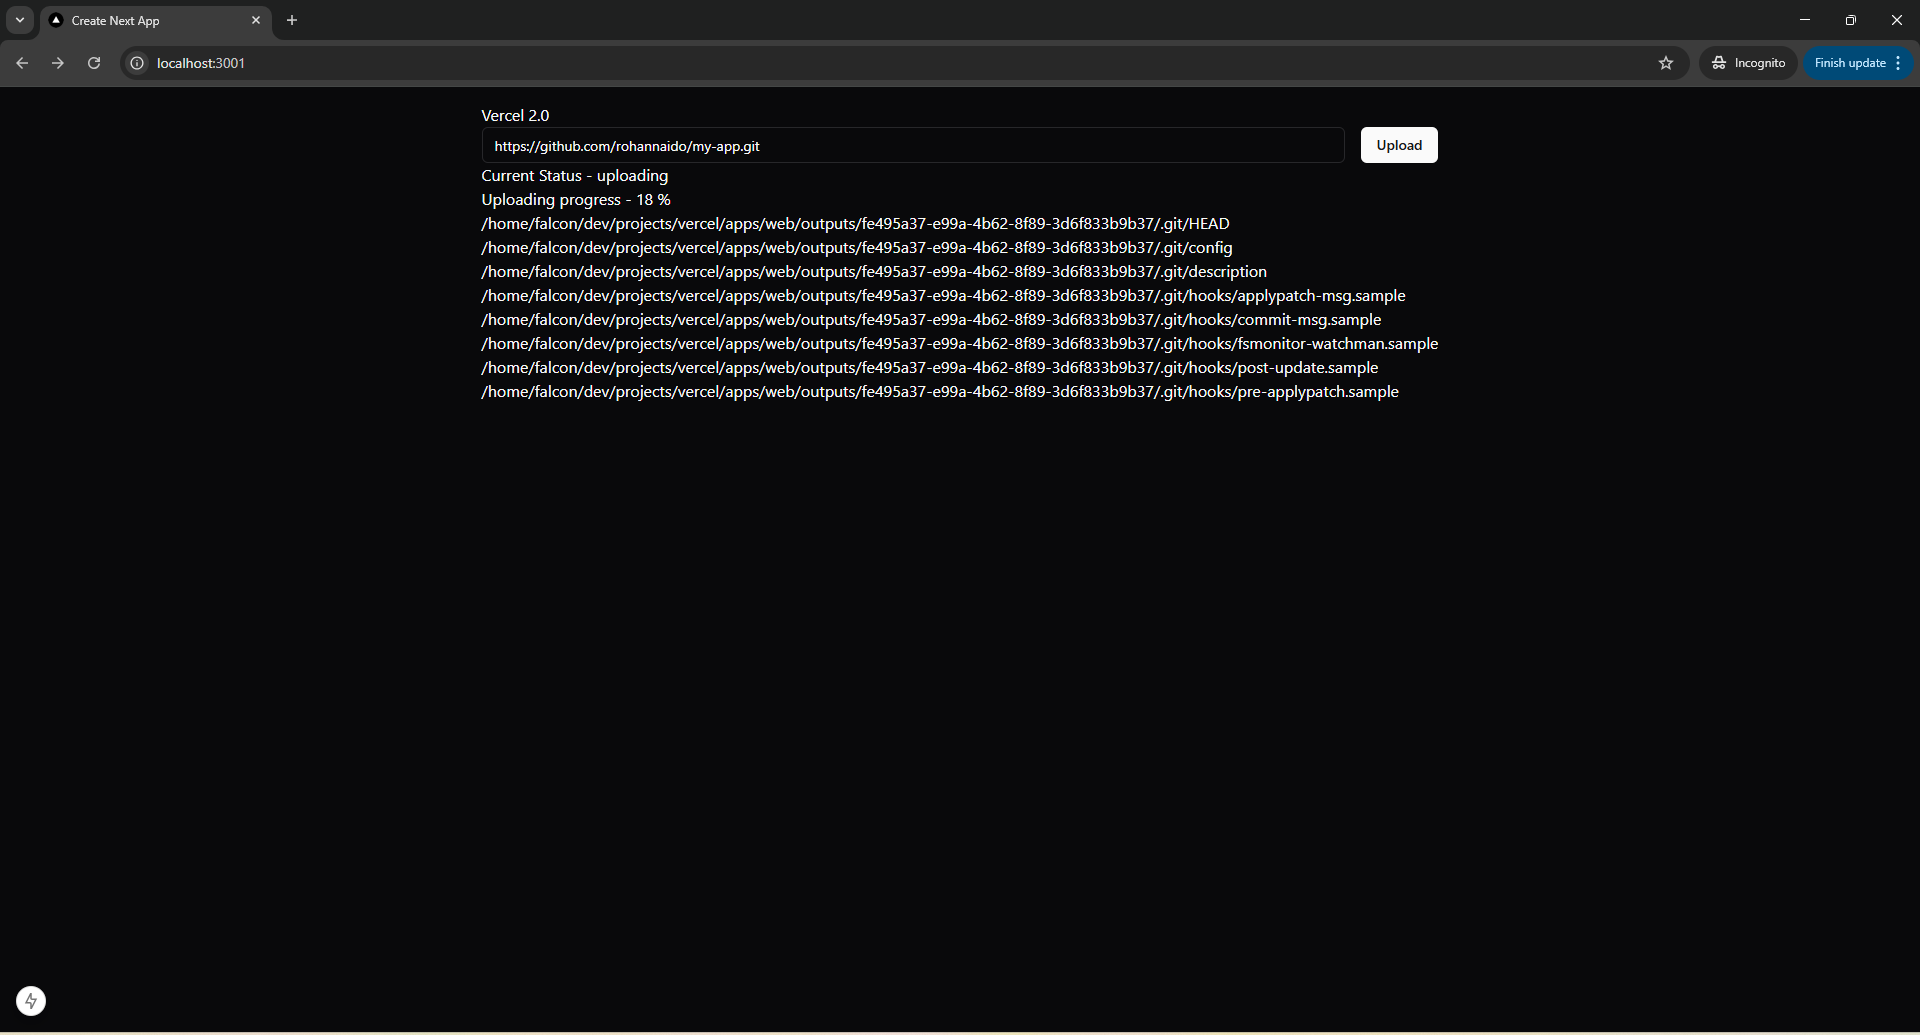 Create Next App
localhost:3001
Incognito
Finish update
Vercel 2.0
https://github.com/rohannaido/my-app.git
Upload
Current Status - uploading
Uploading progress - 18 %
/home/falcon/dev/projects/vercel/apps/web/outputs/fe495a37-e99a-4b62-8f89-3d6f833b9b37/.git/HEAD
/home/falcon/dev/projects/vercel/apps/web/outputs/fe495a37-e99a-4b62-8f89-3d6f833b9b37/.git/config
/home/falcon/dev/projects/vercel/apps/web/outputs/fe495a37-e99a-4b62-8f89-3d6f833b9b37/.git/description
/home/falcon/dev/projects/vercel/apps/web/outputs/fe495a37-e99a-4b62-8f89-3d6f833b9b37/.git/hooks/applypatch-msg.sample
/home/falcon/dev/projects/vercel/apps/web/outputs/fe495a37-e99a-4b62-8f89-3d6f833b9b37/.git/hooks/commit-msg.sample
/home/falcon/dev/projects/vercel/apps/web/outputs/fe495a37-e99a-4b62-8f89-3d6f833b9b37/.git/hooks/fsmonitor-watchman.sample
/home/falcon/dev/projects/vercel/apps/web/outputs/fe495a37-e99a-4b62-8f89-3d6f833b9b37/.git/hooks/post-update.sample
/home/falcon/dev/projects/vercel/apps/web/outputs/fe495a37-e99a-4b62-8f89-3d6f833b9b37/.git/hooks/pre-applypatch.sample